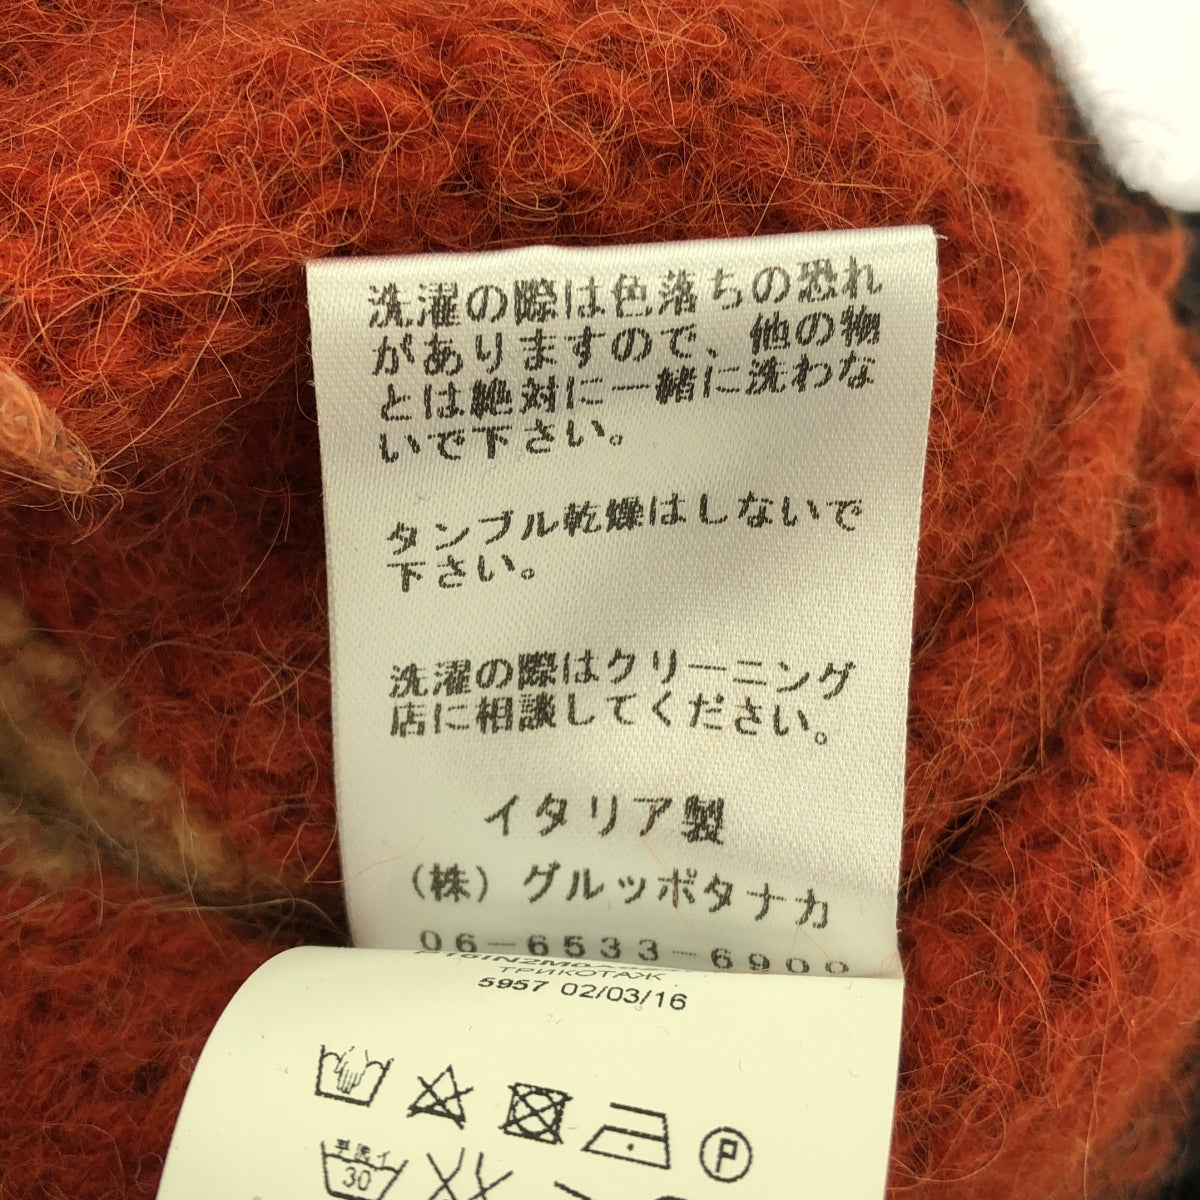 洗濯の際は色落ちの恐れ
がありますので、他の物
とは絶対に一緒に洗わな
いで下さい。
タンブル乾燥はしないで
下さい。
洗濯の際はクリーニング
店に相談してください。
イタリア製
（株）グルッポタナカ
06-6533-6900
ТРИКОТАЖ
5957 02/03/16
P
手洗イ
30